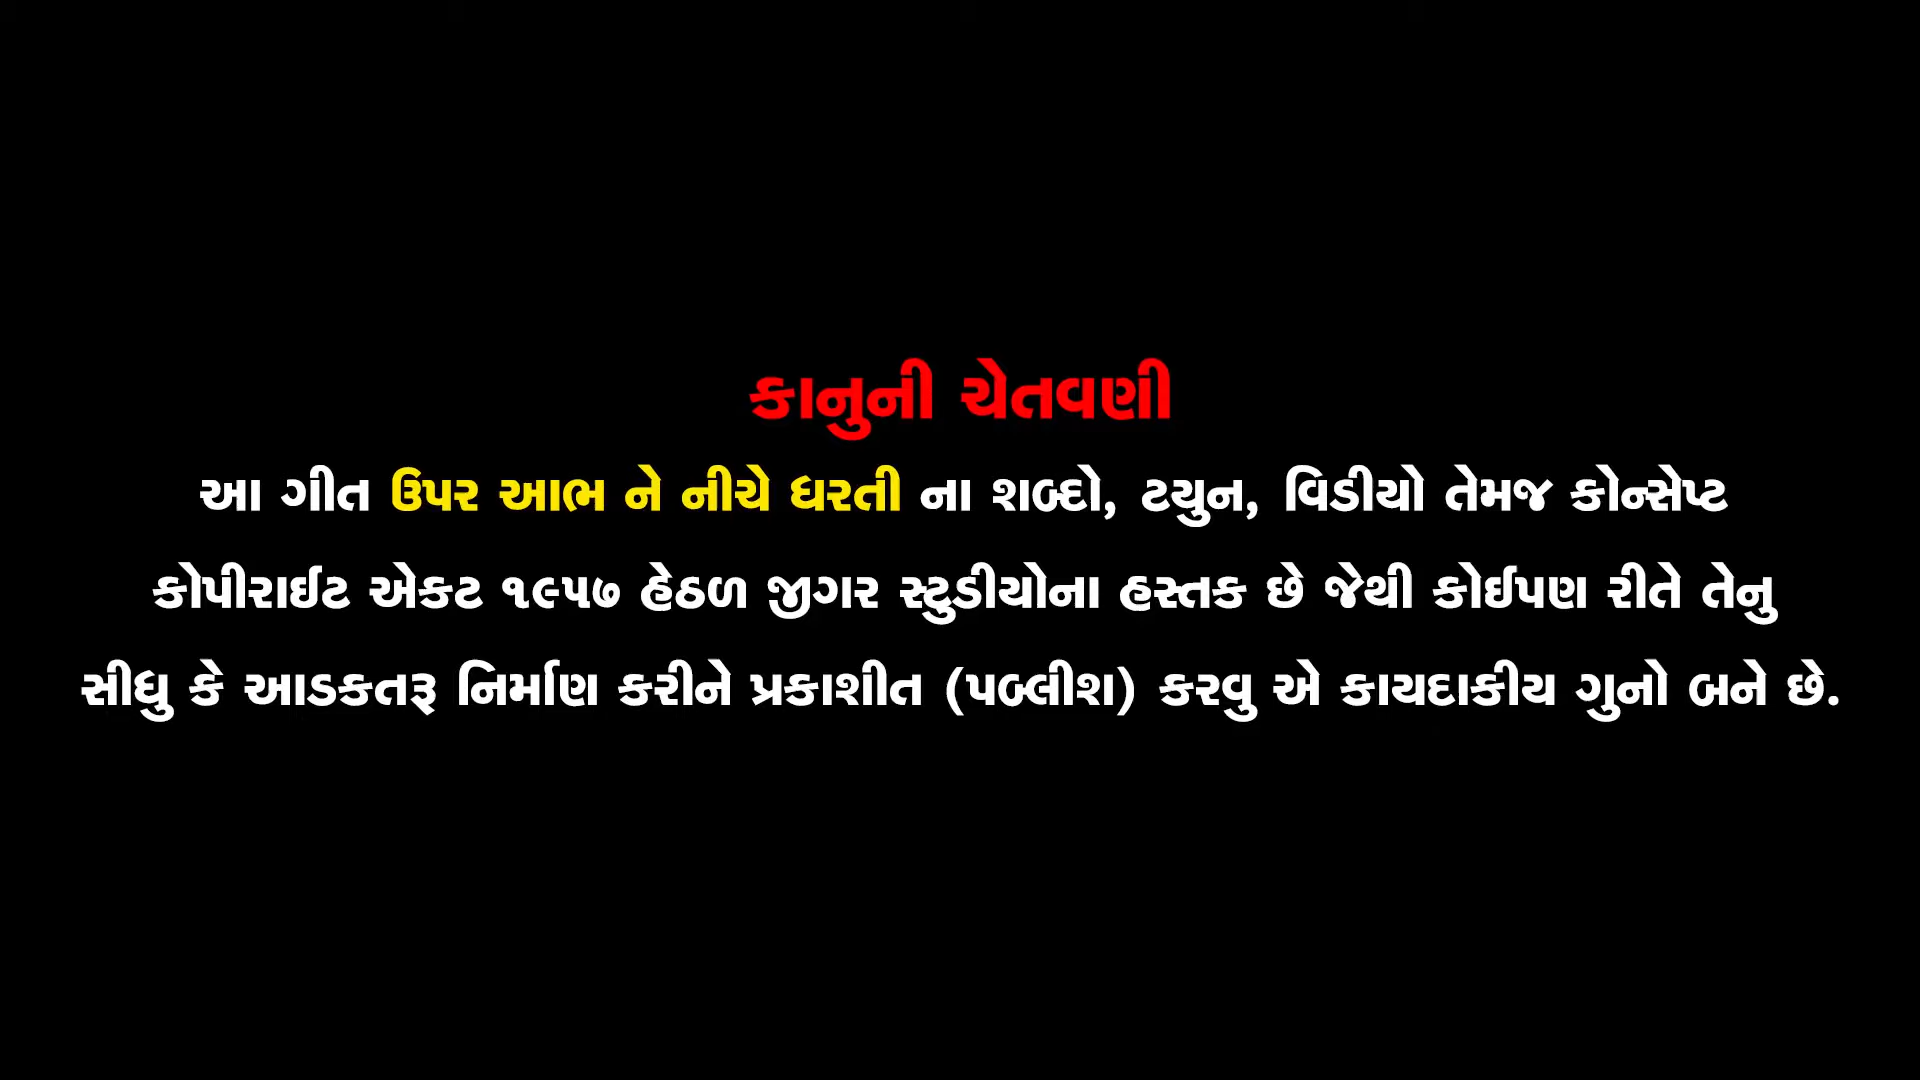 કાનુની ચેતવણી
આ ગીત ઉપર આભ ને નીચે ધરતી ના શબ્દો, ટયુન, વિડીયો તેમજ કોન્સેપ્ટ
કોપીરાઈટ એકટ ૧૯૫૭ હેઠળ જીગર સ્ટુડીયોના હસ્તક છે જેથી કોઈપણ રીતે તેનુ
સીધુ કે આડકતરૂ નિર્માણ કરીને પ્રકાશીત (પબ્લીશ) કરવુ એ કાયદાકીય ગુનો બને છે.